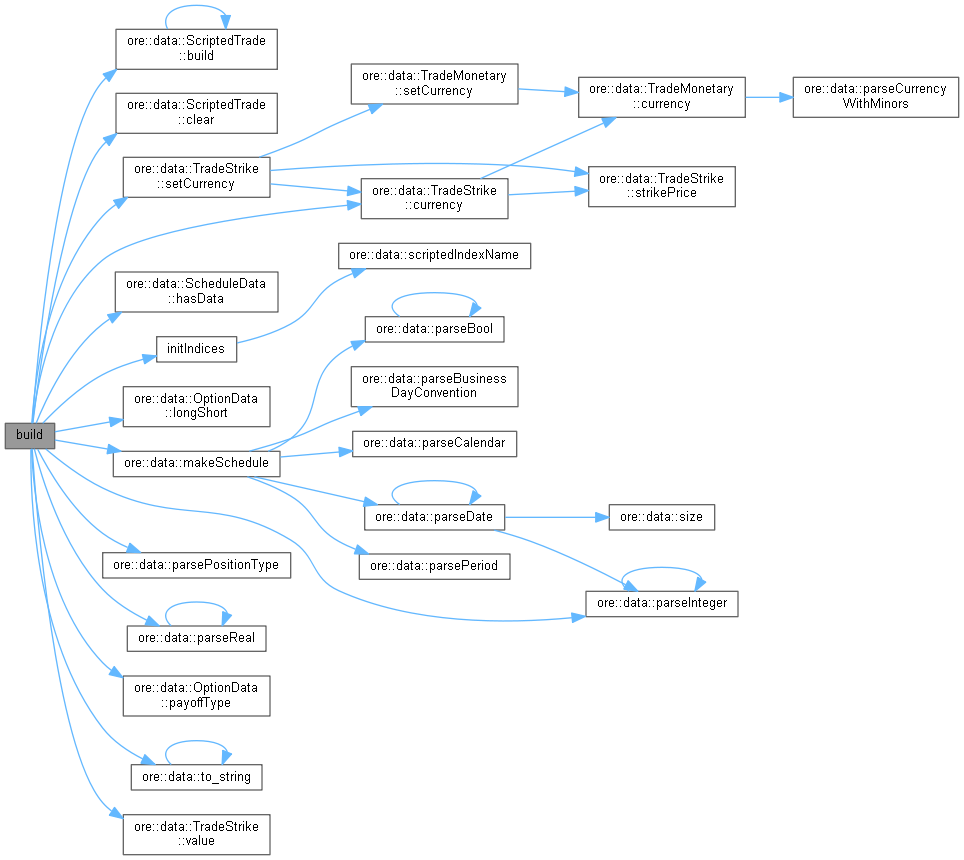 build
ore::data::ScriptedTrade
::build
ore::data::ScriptedTrade
::clear
ore::data::TradeStrike
::setCurrency
ore::data::TradeMonetary
::setCurrency
ore::data::TradeMonetary
::currency
ore::data::parseCurrency
WithMinors
ore::data::TradeStrike
::currency
ore::data::TradeStrike
::strikePrice
ore::data::ScheduleData
::hasData
initIndices
ore::data::scriptedIndexName
ore::data::OptionData
::longShort
ore::data::makeSchedule
ore::data::parseBool
ore::data::parseBusiness
DayConvention
ore::data::parseCalendar
ore::data::parseDate
ore::data::size
ore::data::parsePeriod
ore::data::parseInteger
ore::data::parsePositionType
ore::data::parseReal
ore::data::OptionData
::payoffType
ore::data::to_string
ore::data::TradeStrike
::value